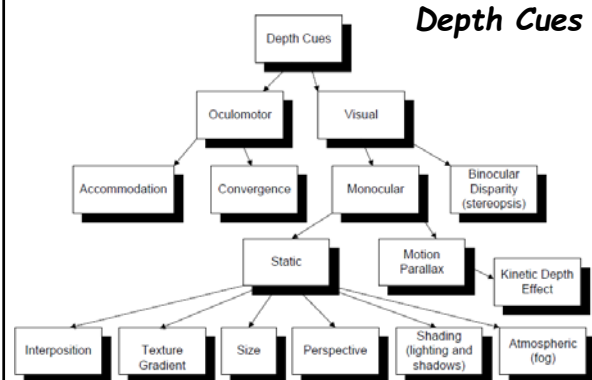 Depth Cues
Depth Cues
Oculomotor
Visual
Accommodation
Convergence
Monocular
Binocular
Disparity
(stereopsis)
Static
Motion
Parallax
Kinetic Depth
Effect
Interposition
Texture
Gradient
Size
Perspective
Shading
(lighting and
shadows)
Atmospheric
(fog)